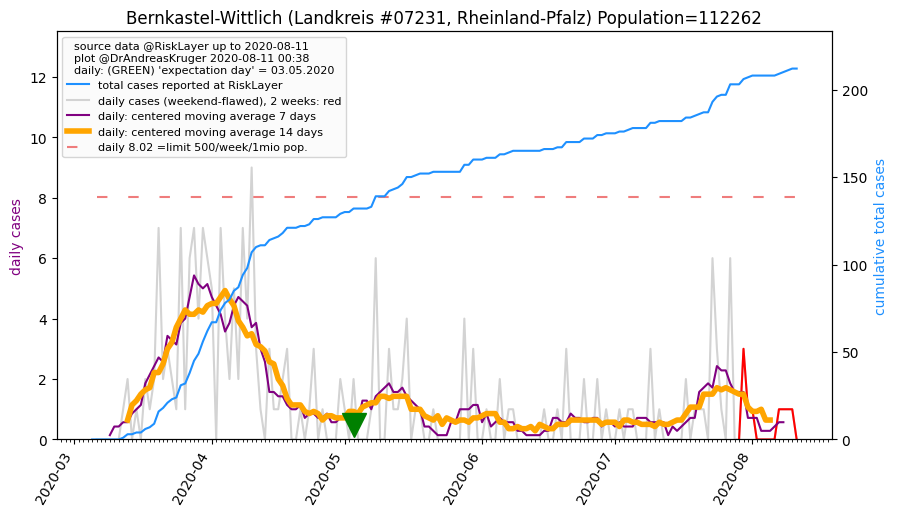 Bernkastel-Wittlich (Landkreis #07231, Rheinland-Pfalz) Population=112262
source data @RiskLayer up to 2020-08-11
plot @DrAndreasKruger 2020-08-11 00:38
daily: (GREEN) 'expectation day' = 03.05.2020
total cases reported at RiskLayer
daily cases (weekend-flawed), 2 weeks: red
daily: centered moving average 7 days
daily: centered moving average 14 days
daily 8.02 =limit 500/week/1mio pop.
daily cases
12
10
8
6
4
2
0
cumulative total cases
200
150
100
50
0
2020-03
2020-04
2020-05
2020-06
2020-07
2020-08